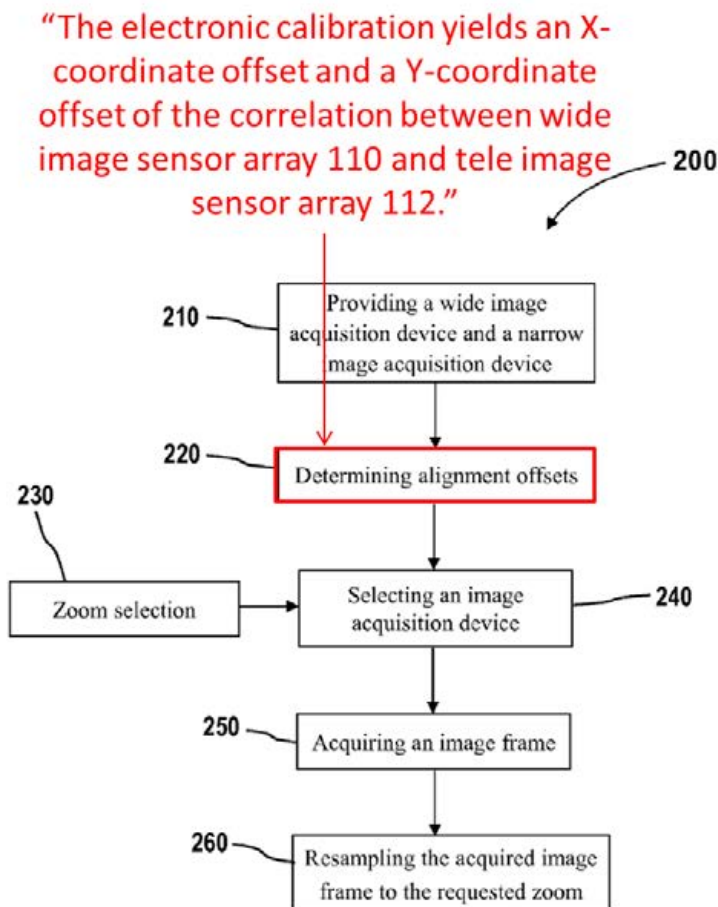 “The electronic calibration yields an X-
coordinate offset and a Y-coordinate
offset of the correlation between wide
image sensor array 110 and tele image
sensor array 112.”
200
210
Providing a wide image
acquisition device and a narrow
image acquisition device
220
Determining alignment offsets
230
Zoom selection
Selecting an image
acquisition device
240
250
Acquiring an image frame
260
Resampling the acquired image
frame to the requested zoom